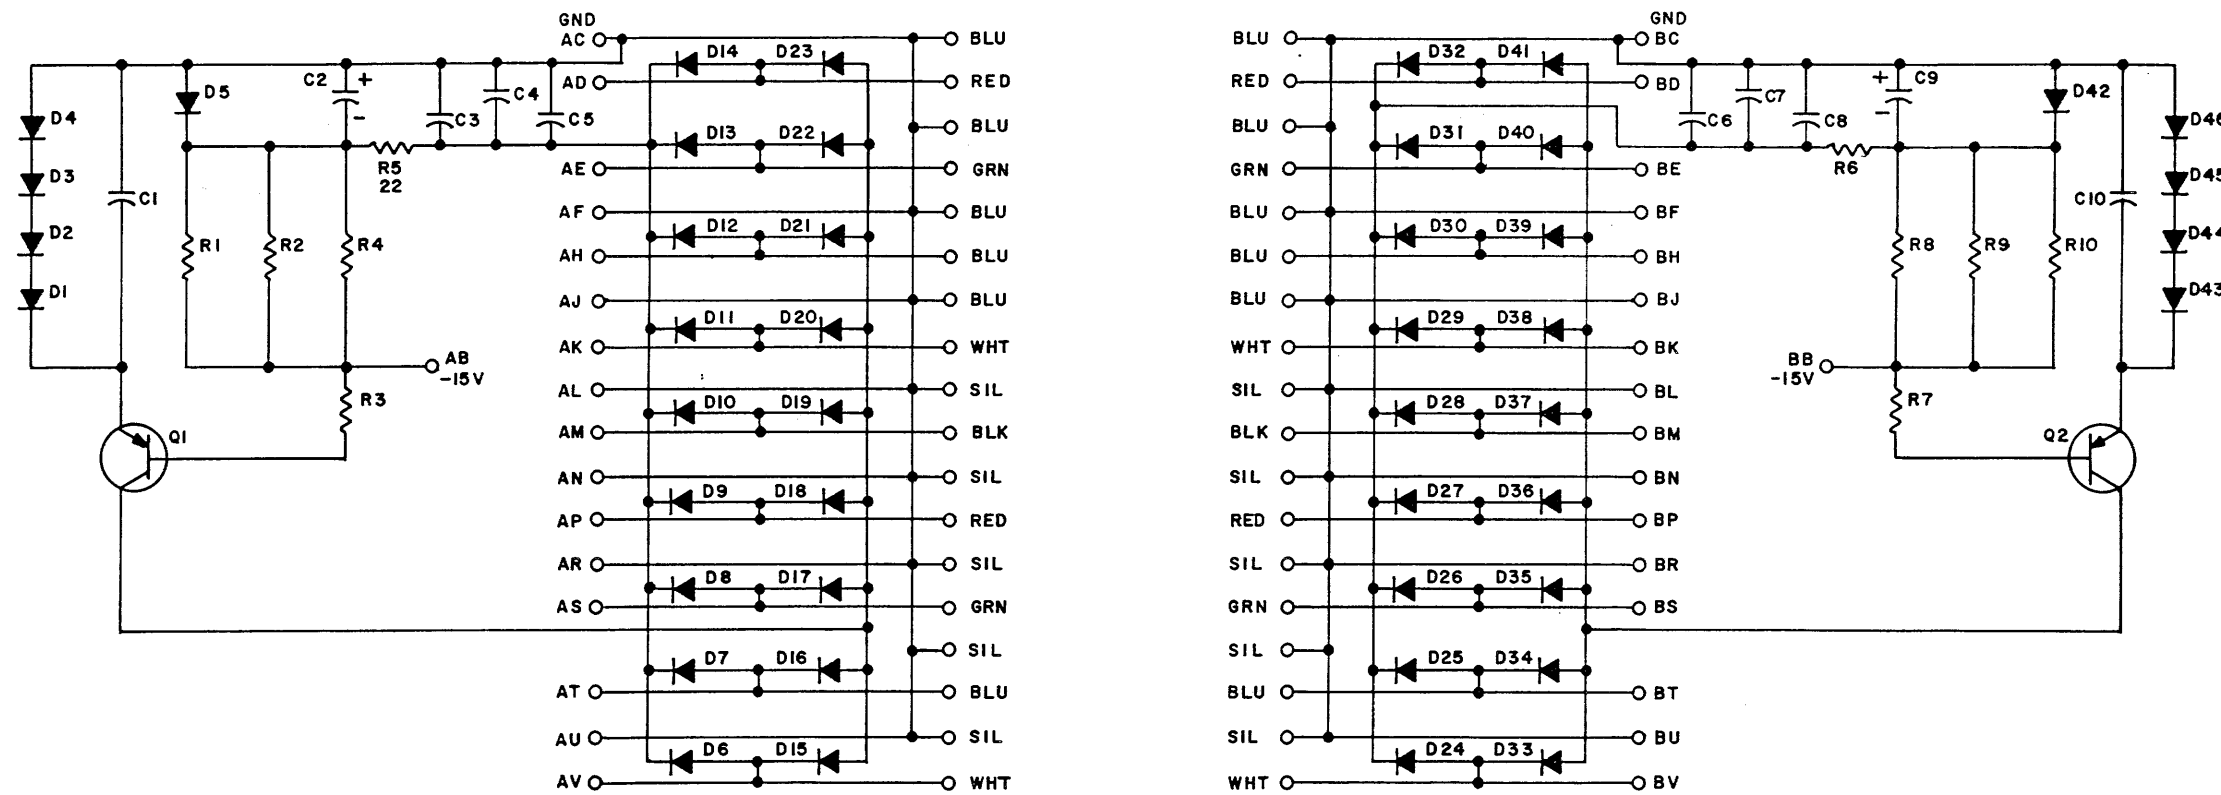 GND GND
AC BLU BLU BC
D14 D23 D32 D41
AD RED RED BD
C2 + + C9
D5 C4 C7 D42
- -
D4 C3 C5 BLU BLU C6 C8 D46
D13 D22 D31 D40
R5 AE GRN GRN BE R6
22
D3 D45
C1 C10
AF BLU BLU BF
D12 D21 D30 D39
D2 D44
R1 R2 R4 R8 R9 R10
AH BLU BLU BH
D1 D43
AJ BLU BLU BJ
D11 D20 D29 D38
AK WHT WHT BK
AB BB
-15V -15V
AL SIL SIL BL
R3 R7
D10 D19 D28 D37
AM BLK BLK BM
Q1 Q2
AN SIL SIL BN
D9 D18 D27 D36
AP RED RED BP
AR SIL SIL BR
D8 D17 D26 D35
AS GRN GRN BS
SIL SIL
D7 D16 D25 D34
AT BLU BLU BT
AU SIL SIL BU
D6 D15 D24 D33
AV WHT WHT BV